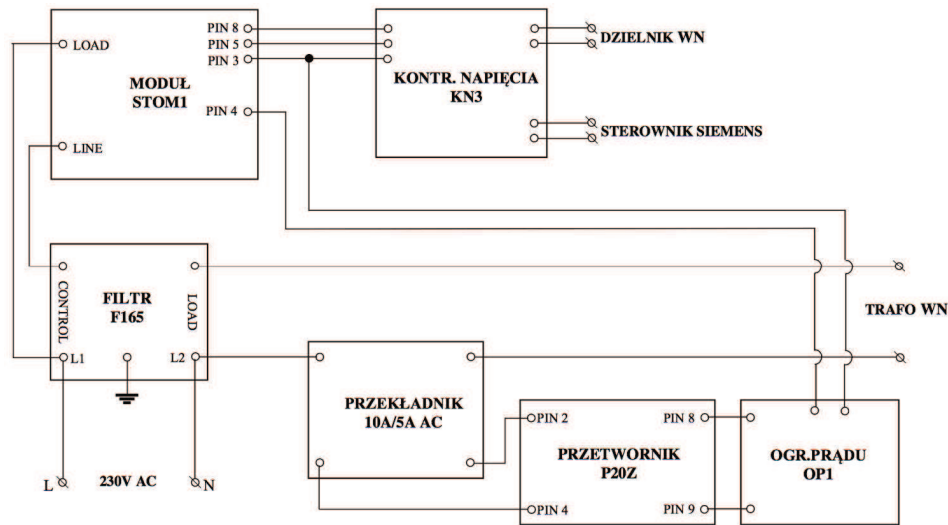 LOAD
MODUŁ
STOM1
LINE
PIN 8
PIN 5
PIN 3
PIN 4
KONTR. NAPIĘCIA
KN3
DZIELNIK WN
STEROWNIK SIEMENS
CONTROL
FILTR
F165
LOAD
L1
L2
TRAFO WN
PRZEKŁADNIK
10A/5A AC
PIN 2
PIN 8
PRZETWORNIK
P20Z
PIN 4
PIN 9
OGR.PRĄDU
OP1
L
230V AC
N